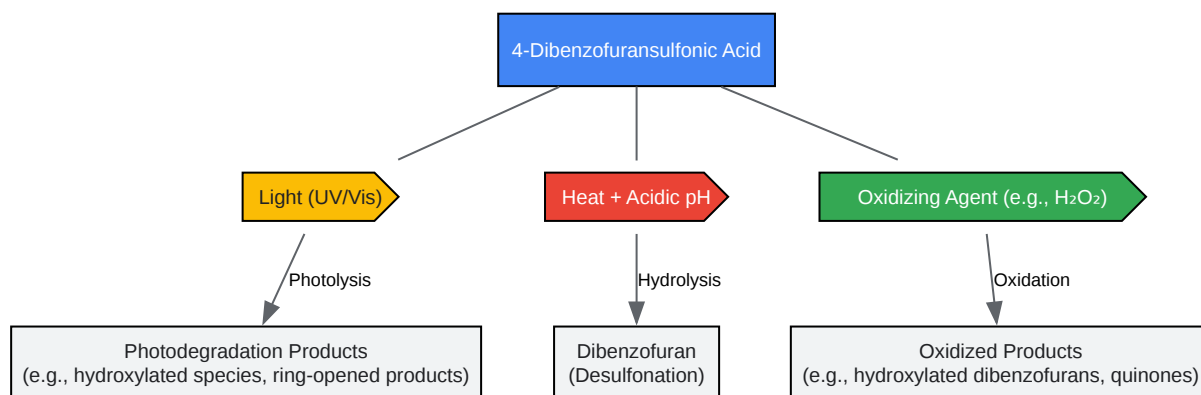 4-Dibenzofuransulfonic Acid
Light (UV/Vis)
Heat + Acidic pH
Oxidizing Agent (e.g., H₂O₂)
Photolysis
Hydrolysis
Oxidation
Photodegradation Products
(e.g., hydroxylated species, ring-opened products)
Dibenzofuran
(Desulfonation)
Oxidized Products
(e.g., hydroxylated dibenzofurans, quinones)